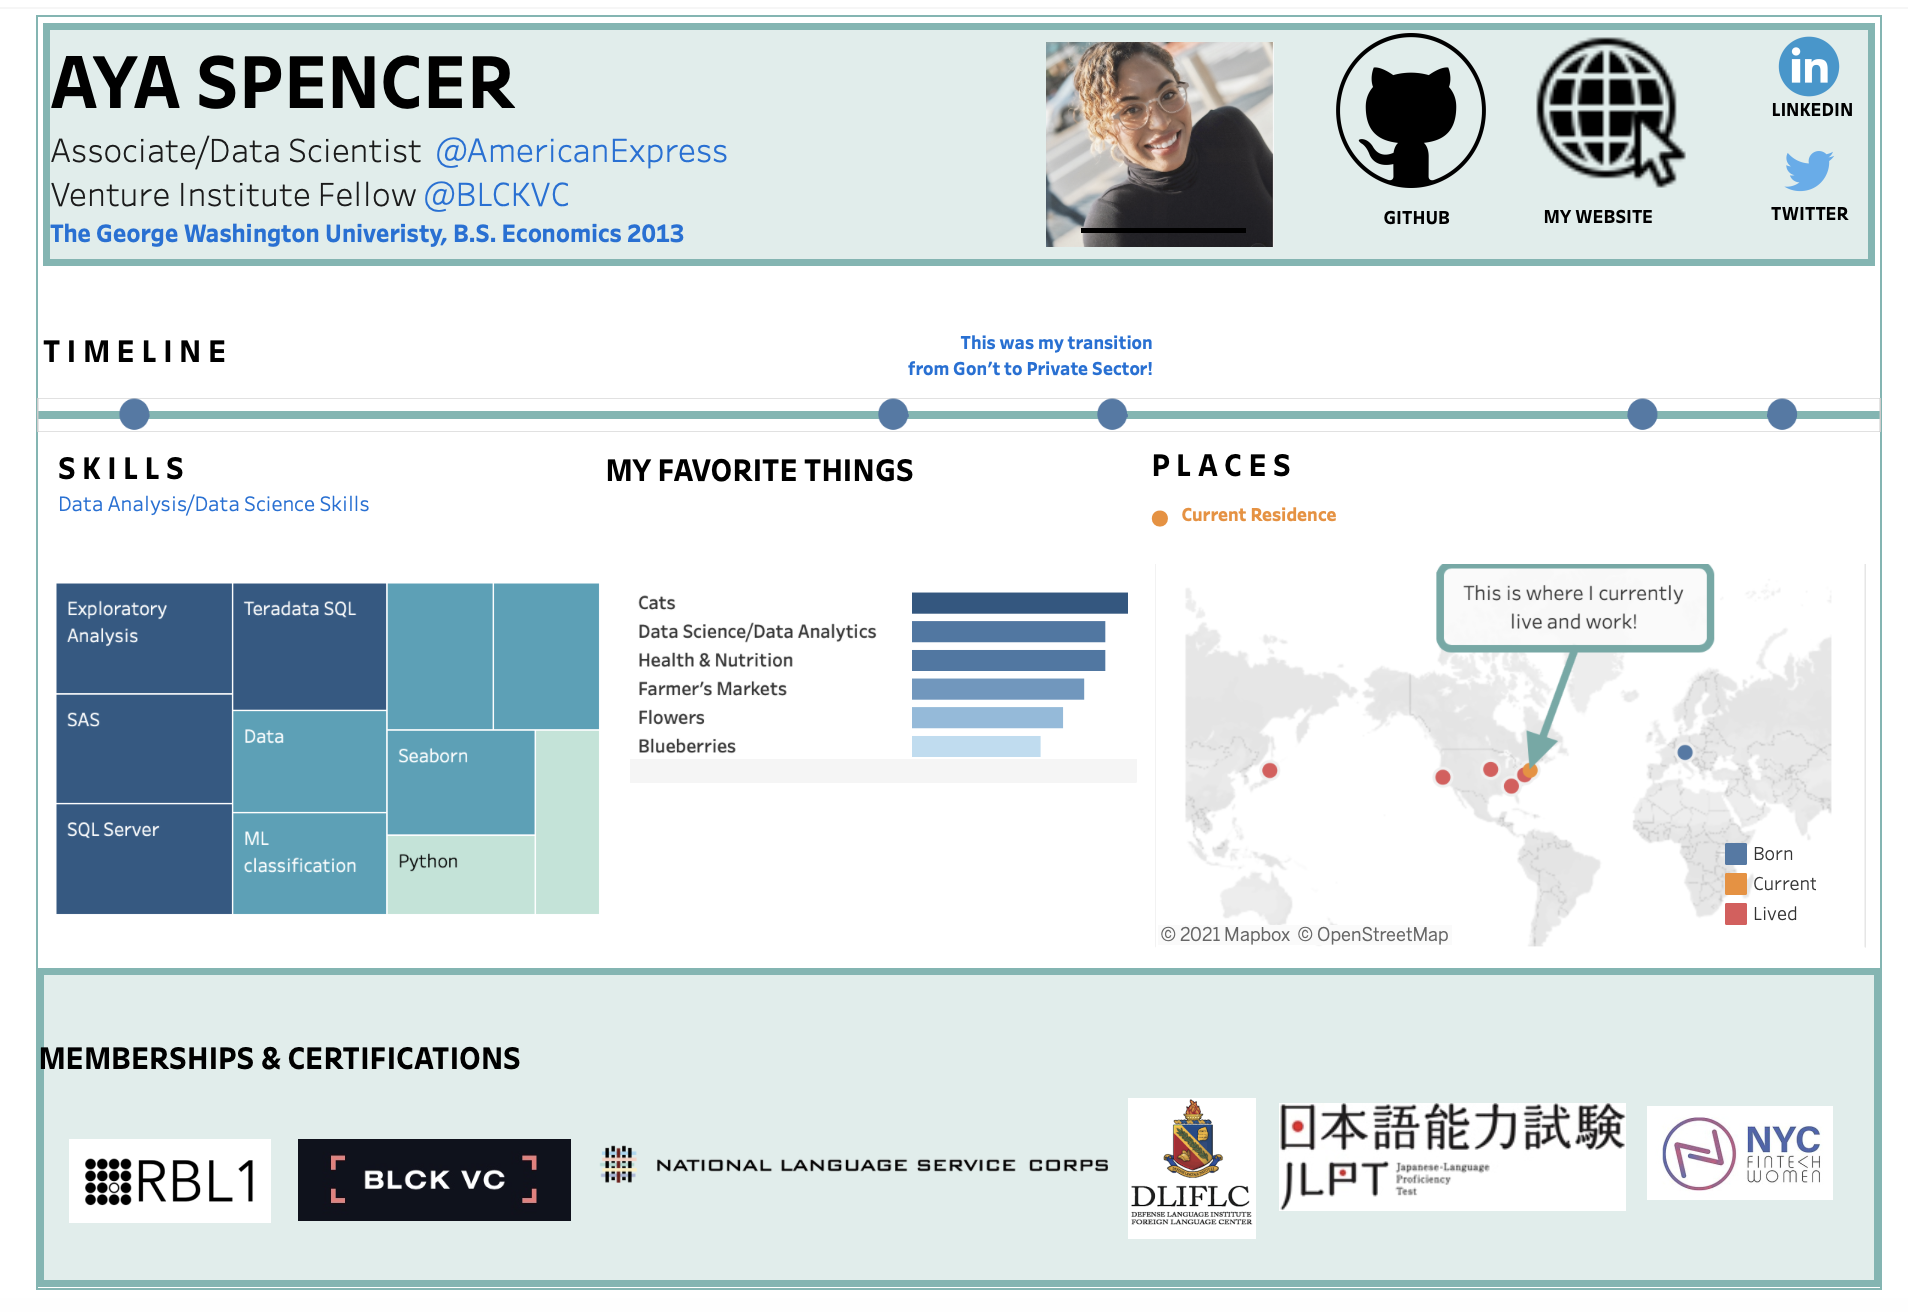 AYA SPENCER
Associate/Data Scientist @AmericanExpress
Venture Institute Fellow @BLCKVC
The George Washington Univeristy, B.S. Economics 2013
GITHUB
MY WEBSITE
in
LINKEDIN
TWITTER
TIMELINE
This was my transition
from Gon't to Private Sector!
SKILLS
Data Analysis/Data Science Skills
Exploratory
Analysis
SAS
SQL Server
Teradata SQL
Data
ML
classification
Seaborn
Python
MY FAVORITE THINGS
Cats
Data Science/Data Analytics
Health & Nutrition
Farmer's Markets
Flowers
Blueberries
PLACES
Current Residence
This is where I currently
live and work!
Born
Current
Lived
© 2021 Mapbox © OpenStreetMap
MEMBERSHIPS & CERTIFICATIONS
RBL1
BLCK VC
NATIONAL LANGUAGE SERVICE CORPS
DLIFLC
DEFENSE LANGUAGE INSTITUTE
FOREIGN LANGUAGE CENTER
日本語能力試験
JLPT
Japanese-Language
Proficiency
Test
NYC
FINTECH
WOMEN